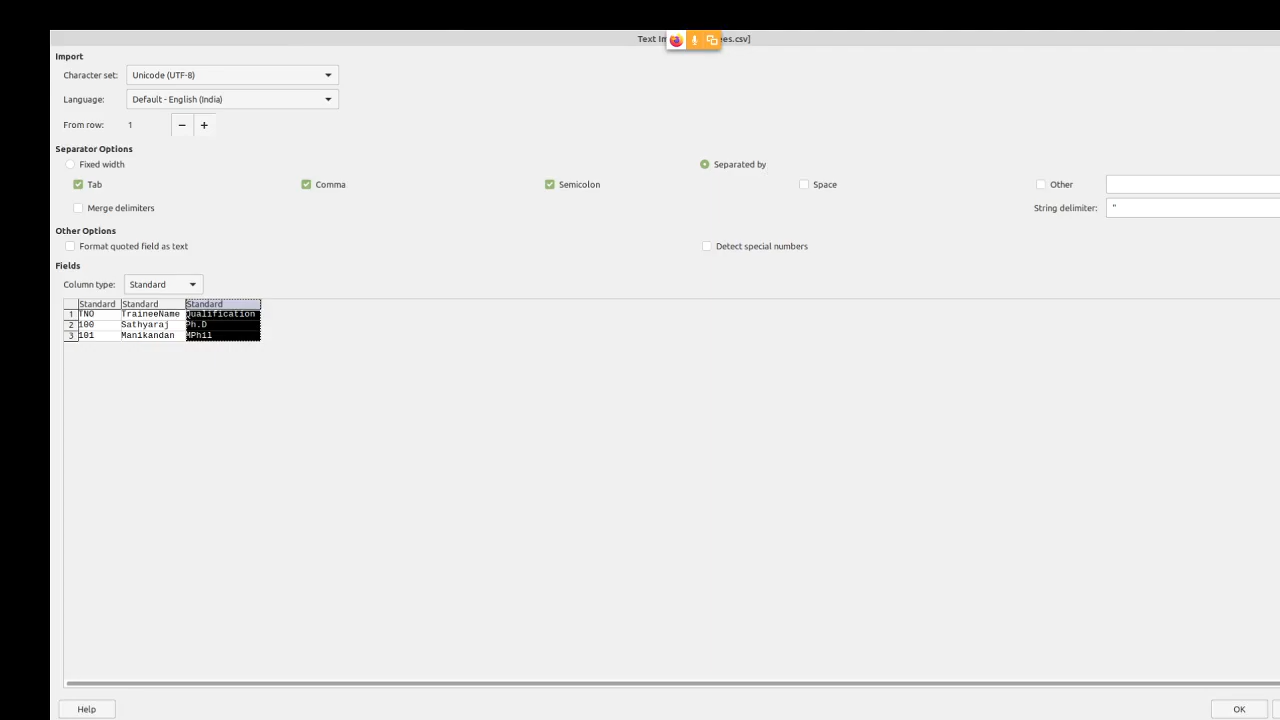 Text Im ees.csv]
Import
Character set: Unicode (UTF-8)
Language: Default - English (India)
From row: 1 − +
Separator Options
Fixed width Separated by
Tab Comma Semicolon Space Other
Merge delimiters String delimiter: "
Other Options
Format quoted field as text Detect special numbers
Fields
Column type: Standard
Standard Standard Standard
1 TNO TraineeName Qualification
2 100 Sathyaraj Ph.D
3 101 Manikandan MPhil
Help OK